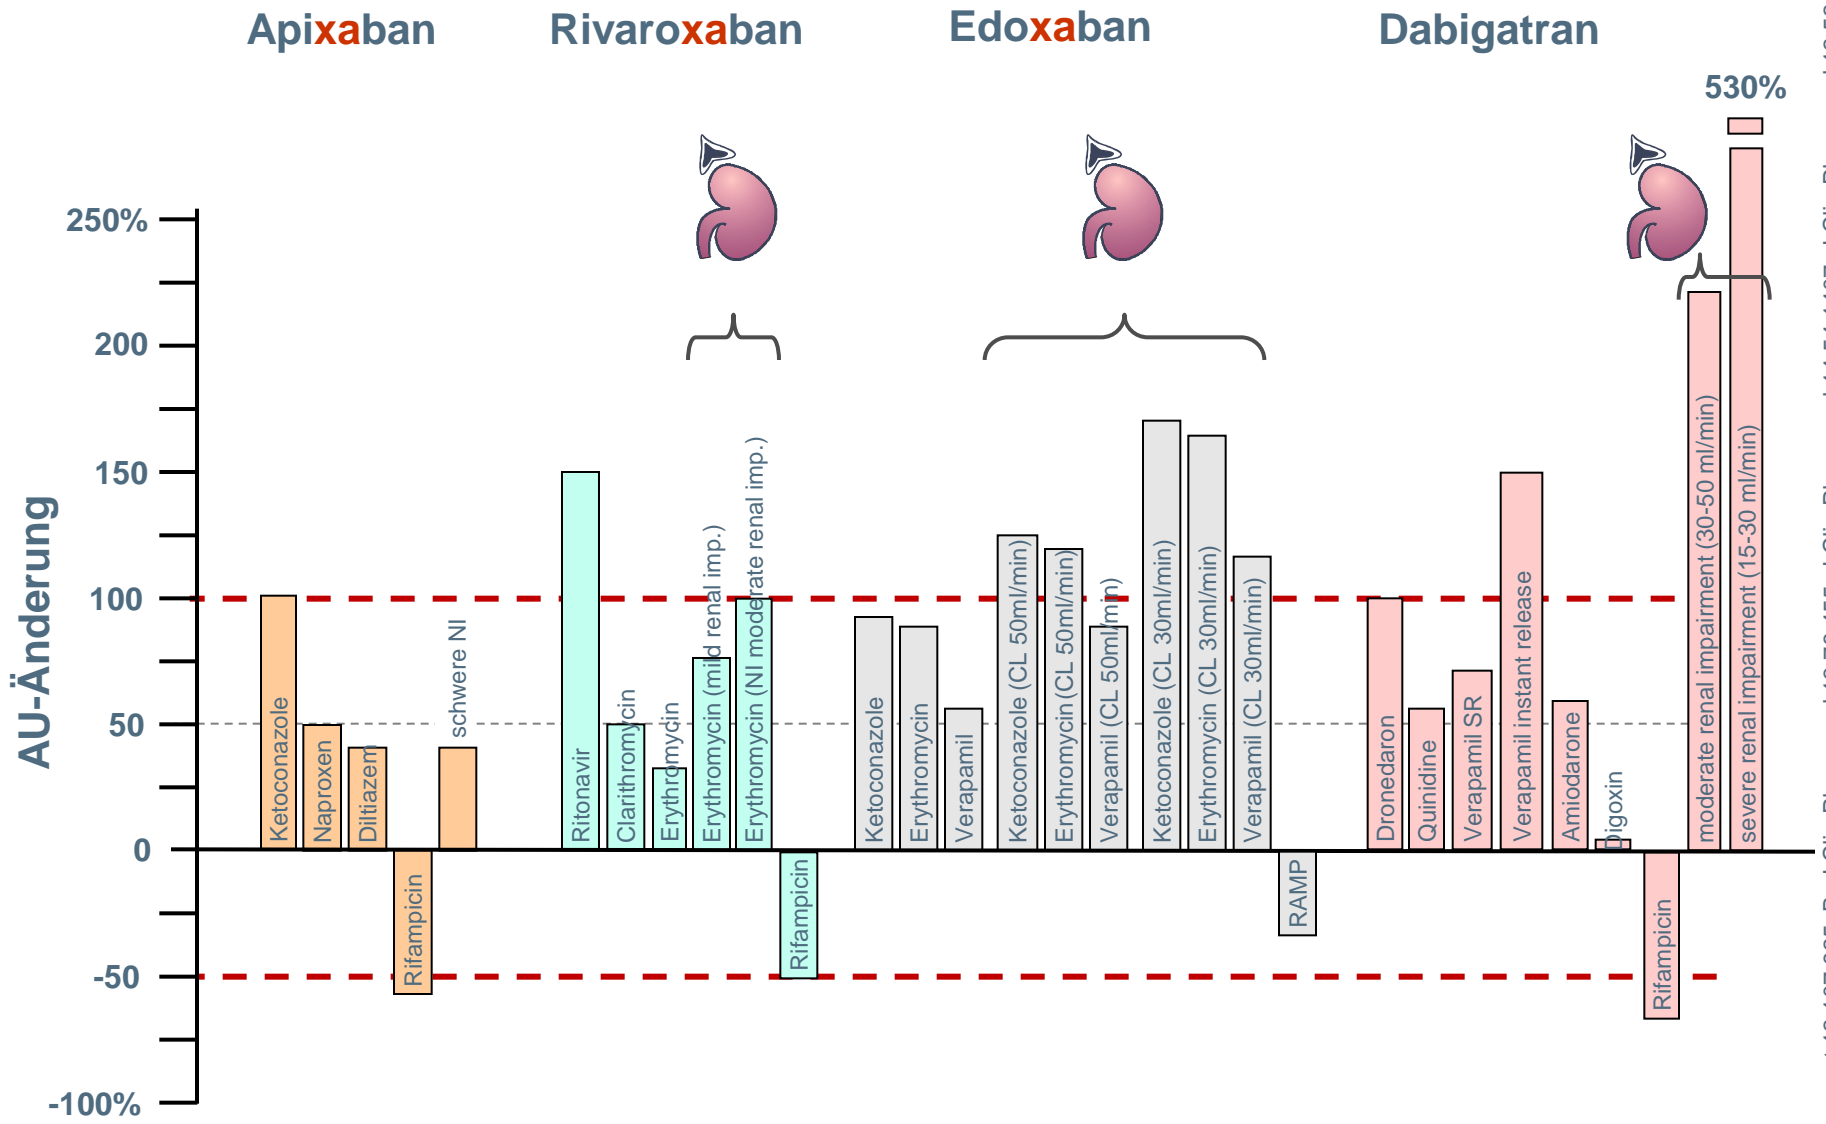 Apixaban
Rivaroxaban
Edoxaban
Dabigatran
530%
AU-Änderung
250%
200
150
100
50
0
-50
-100%
Ketoconazole
Naproxen
Diltiazem
Rifampicin
schwere NI
Ritonavir
Clarithromycin
Erythromycin
Erythromycin (mild renal imp.)
Erythromycin (NI moderate renal imp.)
Rifampicin
Ketoconazole
Erythromycin
Verapamil
Ketoconazole (CL 50ml/min)
Erythromycin (CL 50ml/min)
Verapamil (CL 50ml/min)
Ketoconazole (CL 30ml/min)
Erythromycin (CL 30ml/min)
Verapamil (CL 30ml/min)
RAMP
Dronedaron
Quinidine
Verapamil SR
Verapamil instant release
Amiodarone
Digoxin
Rifampicin
moderate renal impairment (30-50 ml/min)
severe renal impairment (15-30 ml/min)